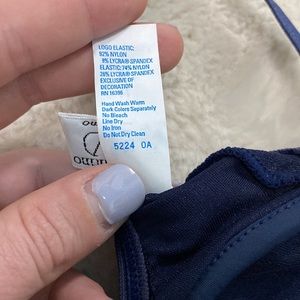 LOGO ELASTIC:
92% NYLON
8% LYCRA® SPANDEX
ELASTIC: 74% NYLON
26% LYCRA® SPANDEX
EXCLUSIVE OF
DECORATION
RN 16398
Hand Wash Warm
Dark Colors Separately
No Bleach
Line Dry
No Iron
Do Not Dry Clean
5224 0A